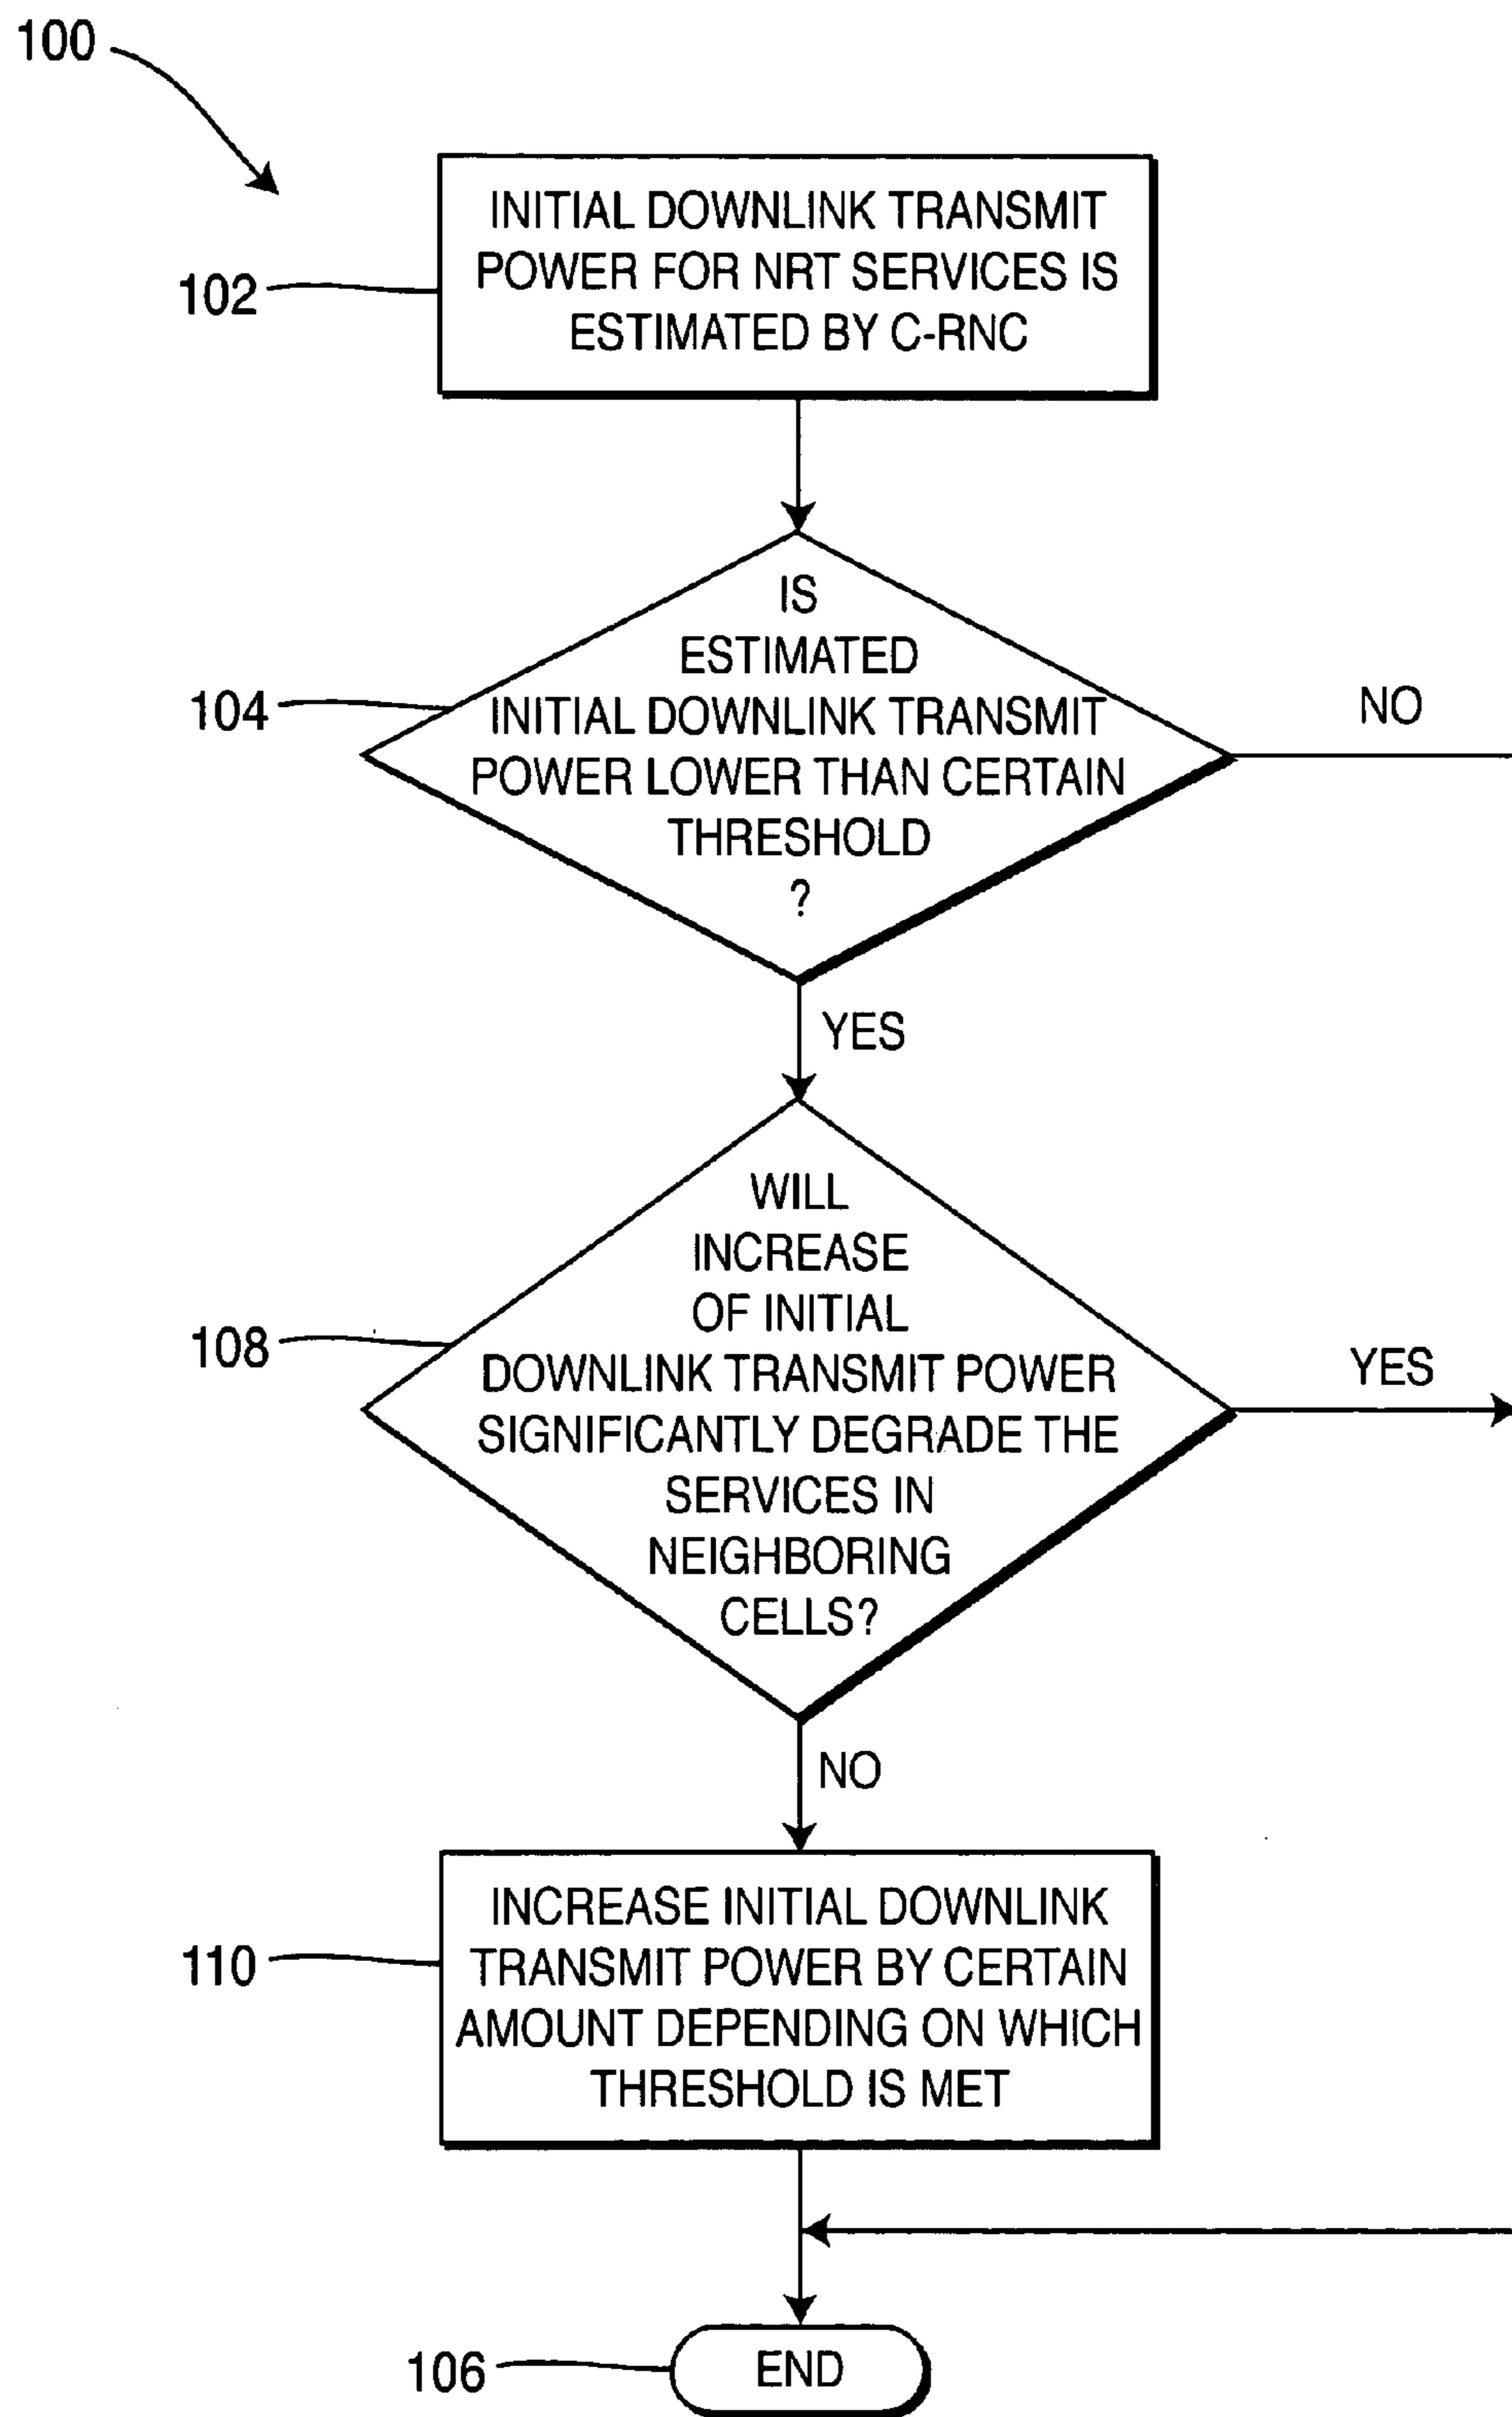 100
INITIAL DOWNLINK TRANSMIT
POWER FOR NRT SERVICES IS
ESTIMATED BY C-RNC
102
IS
ESTIMATED
INITIAL DOWNLINK TRANSMIT
POWER LOWER THAN CERTAIN
THRESHOLD
?
104
NO
YES
WILL
INCREASE
OF INITIAL
DOWNLINK TRANSMIT POWER
SIGNIFICANTLY DEGRADE THE
SERVICES IN
NEIGHBORING
CELLS?
108
YES
NO
INCREASE INITIAL DOWNLINK
TRANSMIT POWER BY CERTAIN
AMOUNT DEPENDING ON WHICH
THRESHOLD IS MET
110
106
END